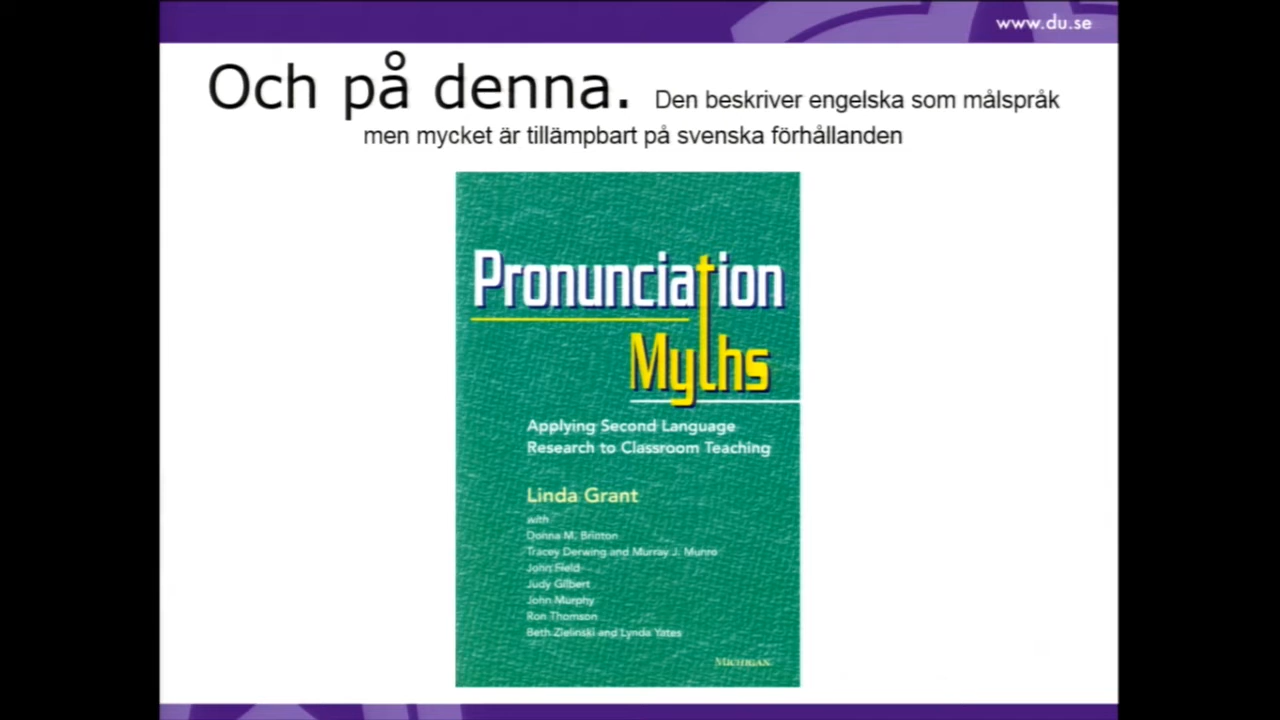 www.du.se
Och på denna. Den beskriver engelska som målspråk
men mycket är tillämpbart på svenska förhållanden
Pronunciation
Myths
Applying Second Language
Research to Classroom Teaching
Linda Grant
with
Donna M. Brinton
Tracey Derwing and Murray J. Munro
John Field
Judy Gilbert
John Murphy
Ron Thomson
Beth Zielinski and Lynda Yates
MICHIGAN